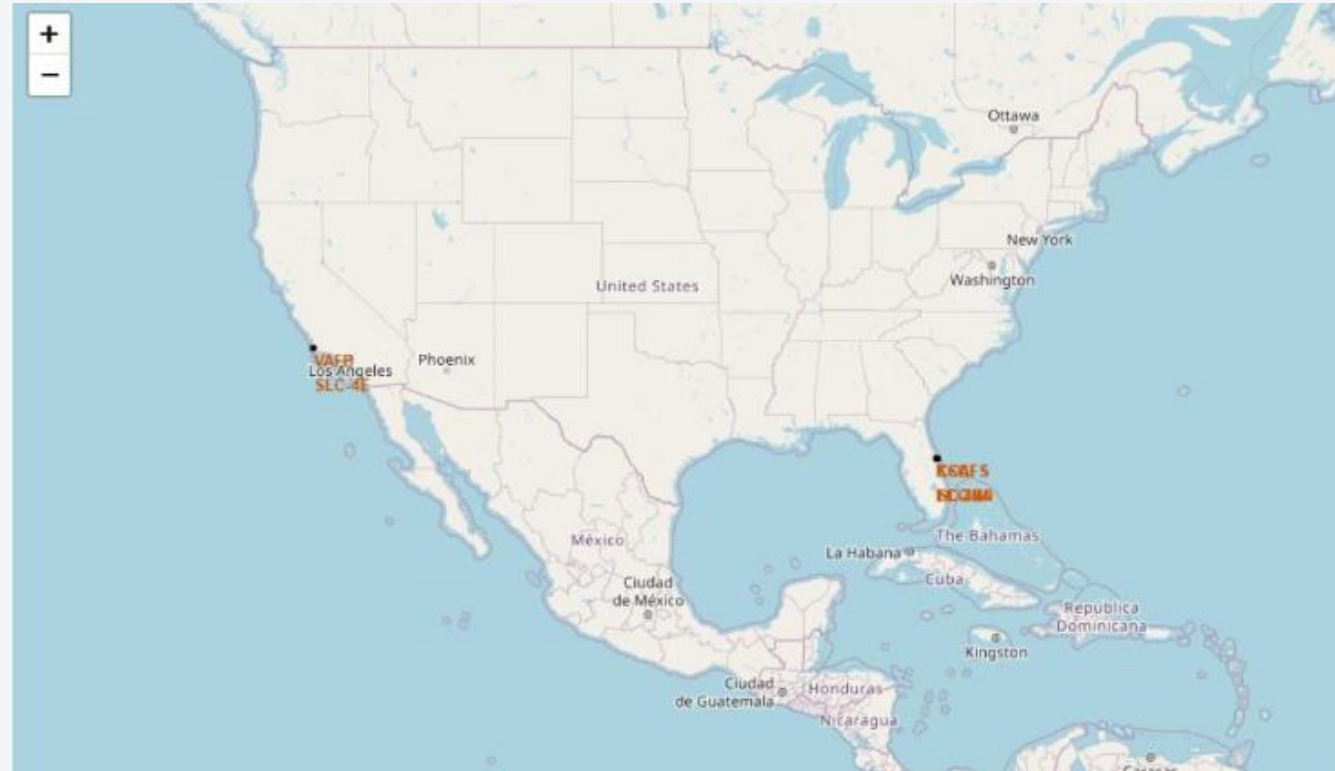 +
−
Ottawa
New York
Washington
United States
VAFB
Los Angeles
SLC-4E
Phoenix
México
La Habana
The Bahamas
Cuba
Ciudad
de México
República
Dominicana
Kingston
Ciudad
de Guatemala
Honduras
Nicaragua
Caracas